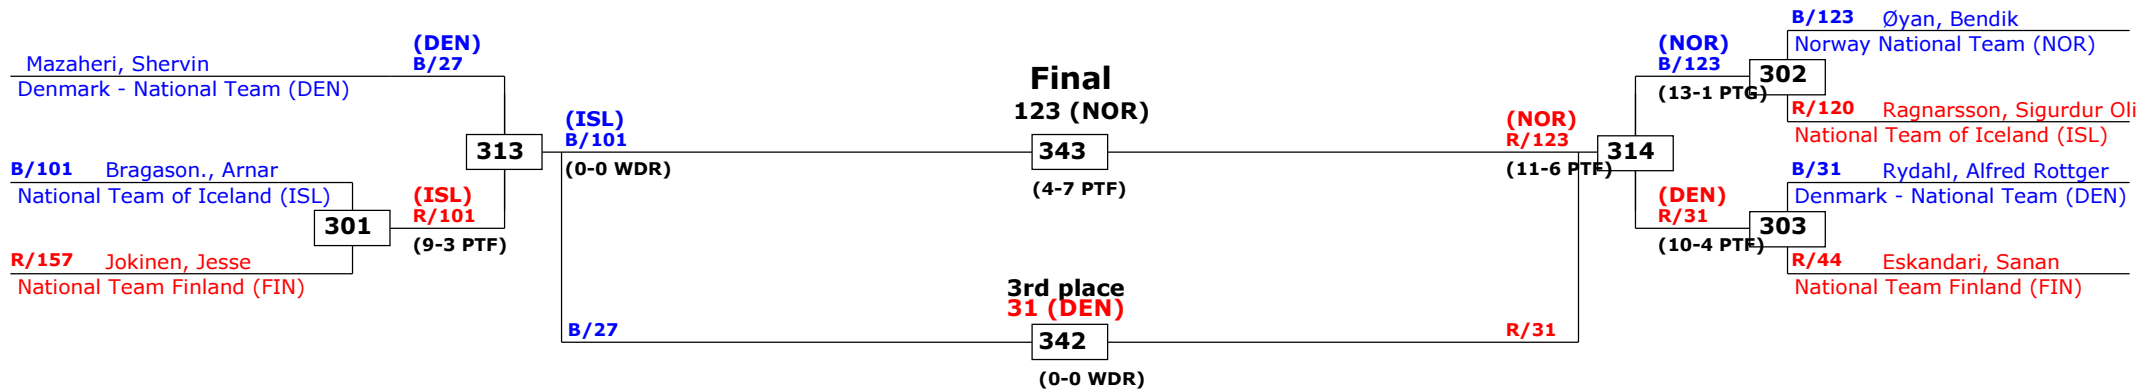 Mazaheri, Shervin
Denmark - National Team (DEN)
(DEN)
B/27
B/101 Bragason., Arnar
National Team of Iceland (ISL)
R/157 Jokinen, Jesse
National Team Finland (FIN)
301
(ISL)
R/101
(9-3 PTF)
313
(ISL)
B/101
(0-0 WDR)
B/27
Final
123 (NOR)
343
(4-7 PTF)
3rd place
31 (DEN)
342
(0-0 WDR)
(NOR)
R/123
(11-6 PTF)
R/31
314
(NOR)
B/123
(13-1 PTG)
302
(DEN)
R/31
(10-4 PTF)
303
B/123 Øyan, Bendik
Norway National Team (NOR)
R/120 Ragnarsson, Sigurdur Oli
National Team of Iceland (ISL)
B/31 Rydahl, Alfred Rottger
Denmark - National Team (DEN)
R/44 Eskandari, Sanan
National Team Finland (FIN)